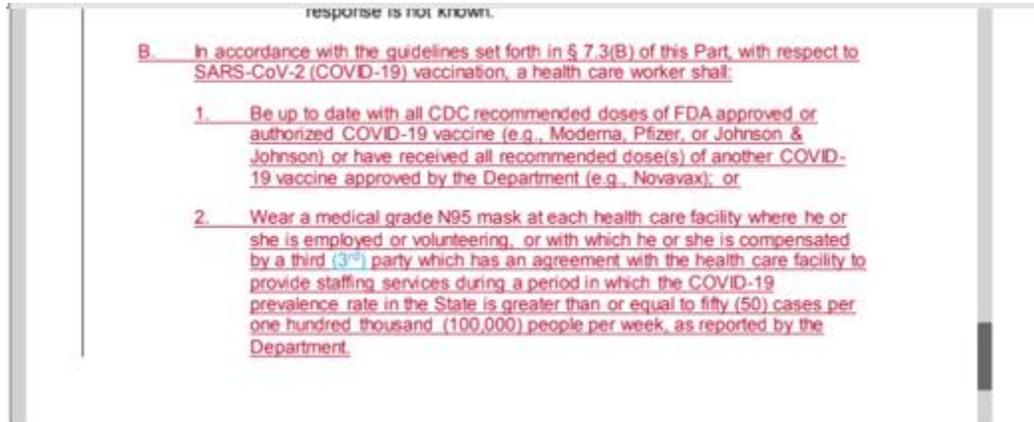 response is not known.
B. In accordance with the guidelines set forth in § 7.3(B) of this Part, with respect to
SARS-CoV-2 (COVID-19) vaccination, a health care worker shall:
1. Be up to date with all CDC recommended doses of FDA approved or
authorized COVID-19 vaccine (e.g., Moderna, Pfizer, or Johnson &
Johnson) or have received all recommended dose(s) of another COVID-
19 vaccine approved by the Department (e.g., Novavax); or
2. Wear a medical grade N95 mask at each health care facility where he or
she is employed or volunteering, or with which he or she is compensated
by a third (3rd) party which has an agreement with the health care facility to
provide staffing services during a period in which the COVID-19
prevalence rate in the State is greater than or equal to fifty (50) cases per
one hundred thousand (100,000) people per week, as reported by the
Department.